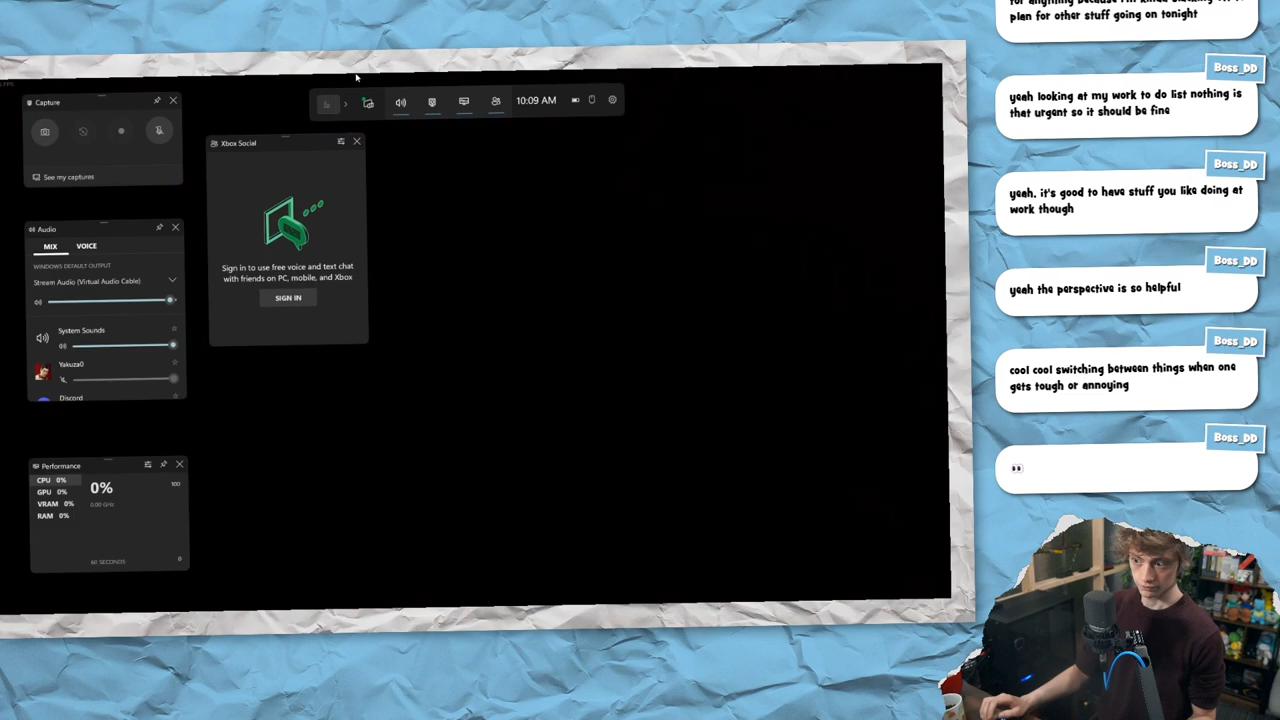 Capture
See my captures
Audio
MIX VOICE
WINDOWS DEFAULT OUTPUT
Stream Audio (Virtual Audio Cable)
System Sounds
Yakuza0
Discord
Performance
CPU 0%
GPU 0%
VRAM 0%
RAM 0%
0%
0.00 GHz
100
60 SECONDS
0
Xbox Social
Sign in to use free voice and text chat
with friends on PC, mobile, and Xbox
SIGN IN
10:09 AM
plan for other stuff going on tonight
Boss_DD
yeah looking at my work to do list nothing is
that urgent so it should be fine
Boss_DD
yeah. it's good to have stuff you like doing at
work though
Boss_DD
yeah the perspective is so helpful
Boss_DD
cool cool switching between things when one
gets tough or annoying
Boss_DD